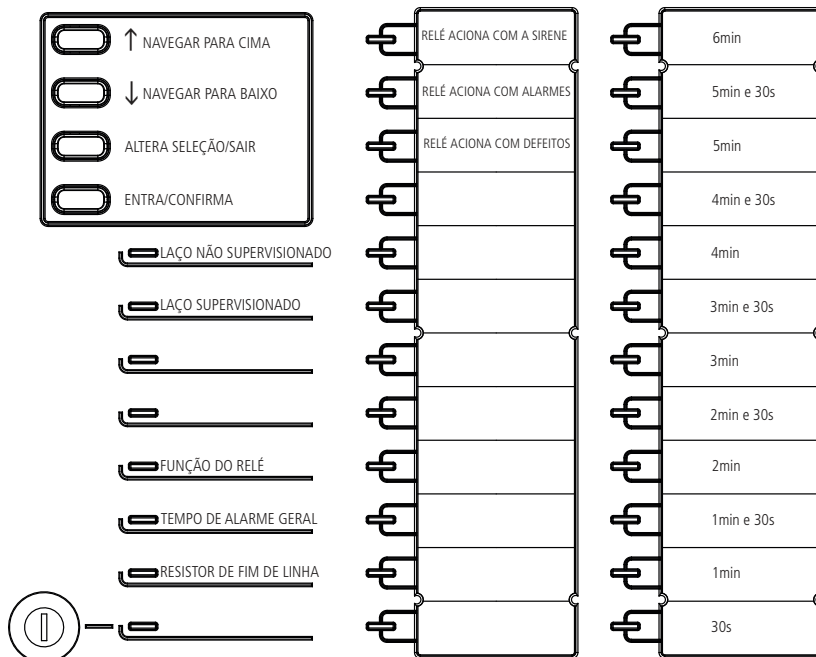 ↑ NAVEGAR PARA CIMA
↓ NAVEGAR PARA BAIXO
ALTERA SELEÇÃO/SAIR
ENTRA/CONFIRMA
LAÇO NÃO SUPERVISIONADO
LAÇO SUPERVISIONADO
FUNÇÃO DO RELÉ
TEMPO DE ALARME GERAL
RESISTOR DE FIM DE LINHA
RELÉ ACIONA COM A SIRENE
RELÉ ACIONA COM ALARMES
RELÉ ACIONA COM DEFEITOS
6min
5min e 30s
5min
4min e 30s
4min
3min e 30s
3min
2min e 30s
2min
1min e 30s
1min
30s